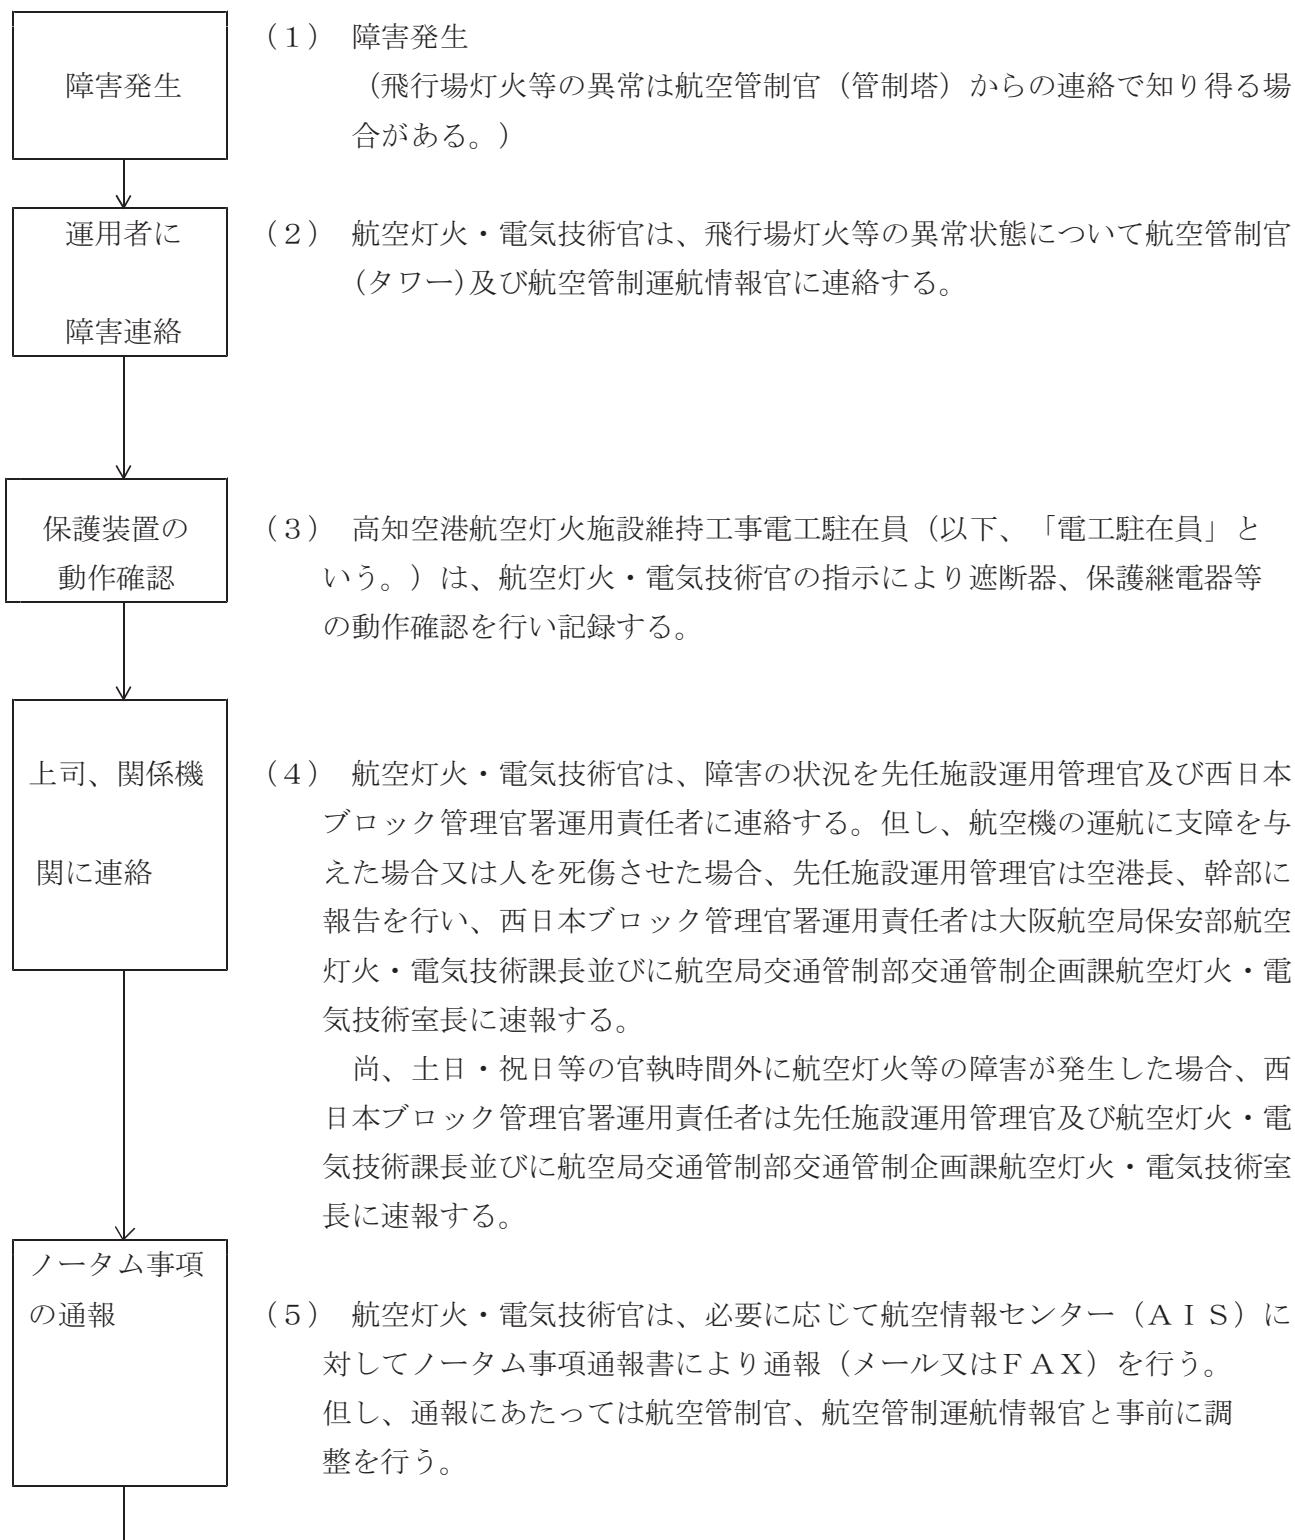 障害発生
（１） 障害発生
（飛行場灯火等の異常は航空管制官（管制塔）からの連絡で知り得る場
合がある。）
運用者に
障害連絡
（２） 航空灯火・電気技術官は、飛行場灯火等の異常状態について航空管制官
(タワー)及び航空管制運航情報官に連絡する。
保護装置の
動作確認
（３） 高知空港航空灯火施設維持工事電工駐在員（以下、「電工駐在員」と
いう。）は、航空灯火・電気技術官の指示により遮断器、保護継電器等
の動作確認を行い記録する。
上司、関係機
関に連絡
（４） 航空灯火・電気技術官は、障害の状況を先任施設運用管理官及び西日本
ブロック管理官署運用責任者に連絡する。但し、航空機の運航に支障を与
えた場合又は人を死傷させた場合、先任施設運用管理官は空港長、幹部に
報告を行い、西日本ブロック管理官署運用責任者は大阪航空局保安部航空
灯火・電気技術課長並びに航空局交通管制部交通管制企画課航空灯火・電
気技術室長に速報する。
尚、土日・祝日等の官執時間外に航空灯火等の障害が発生した場合、西
日本ブロック管理官署運用責任者は先任施設運用管理官及び航空灯火・電
気技術課長並びに航空局交通管制部交通管制企画課航空灯火・電気技術室
長に速報する。
ノータム事項
の通報
（５） 航空灯火・電気技術官は、必要に応じて航空情報センター（ＡＩＳ）に
対してノータム事項通報書により通報（メール又はＦＡＸ）を行う。
但し、通報にあたっては航空管制官、航空管制運航情報官と事前に調
整を行う。